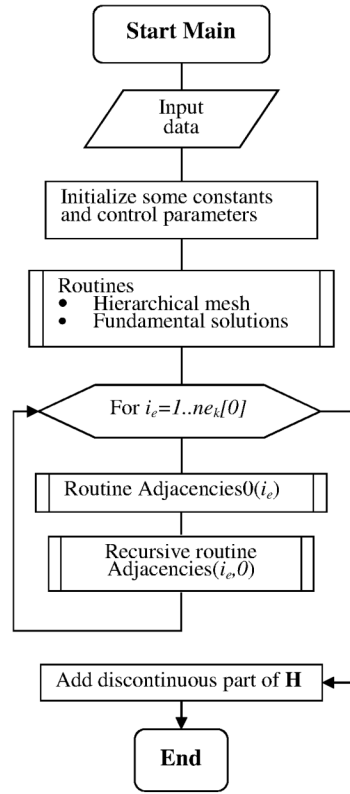 Start Main
Input
data
Initialize some constants
and control parameters
Routines
• Hierarchical mesh
• Fundamental solutions
For iₑ=1..neₖ[0]
Routine Adjacencies0(iₑ)
Recursive routine
Adjacencies(iₑ,0)
Add discontinuous part of H
End